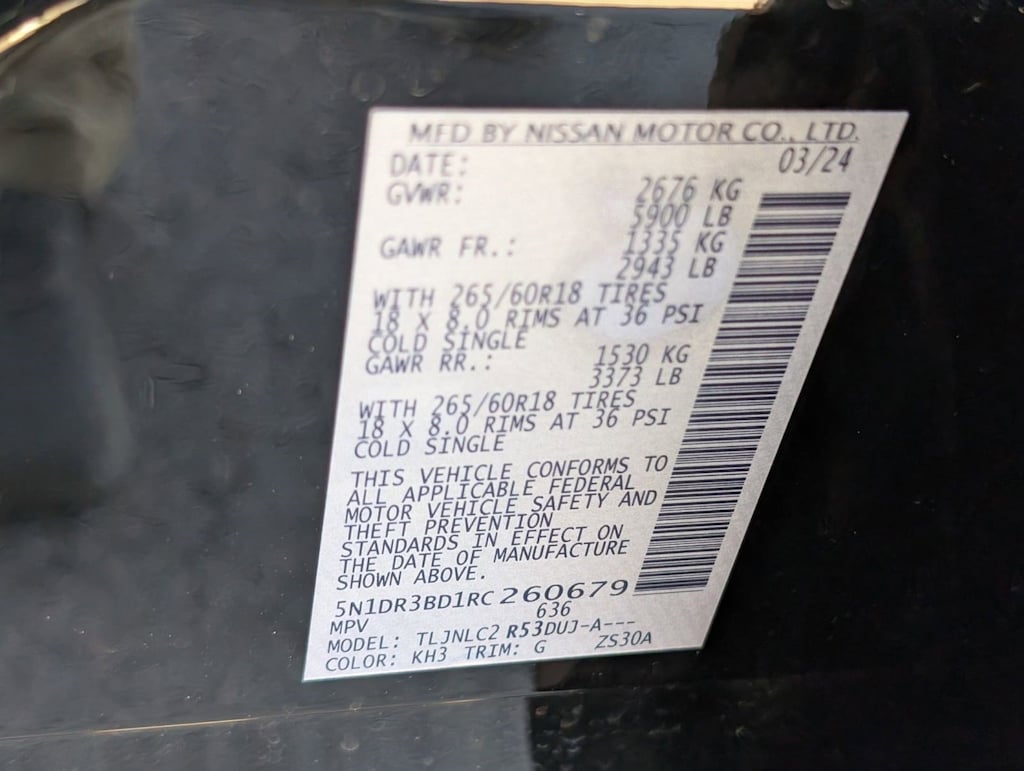 MFD BY NISSAN MOTOR CO., LTD.
DATE: 03/24
GVWR: 2676 KG
5900 LB
GAWR FR.: 1335 KG
2943 LB
WITH 265/60R18 TIRES
18 X 8.0 RIMS AT 36 PSI
COLD SINGLE
GAWR RR.: 1530 KG
3373 LB
WITH 265/60R18 TIRES
18 X 8.0 RIMS AT 36 PSI
COLD SINGLE
THIS VEHICLE CONFORMS TO
ALL APPLICABLE FEDERAL
MOTOR VEHICLE SAFETY AND
THEFT PREVENTION
STANDARDS IN EFFECT ON
THE DATE OF MANUFACTURE
SHOWN ABOVE.
5N1DR3BD1RC260679
MPV 636
MODEL: TLJNLC2 R53DUJ-A---
COLOR: KH3 TRIM: G ZS30A